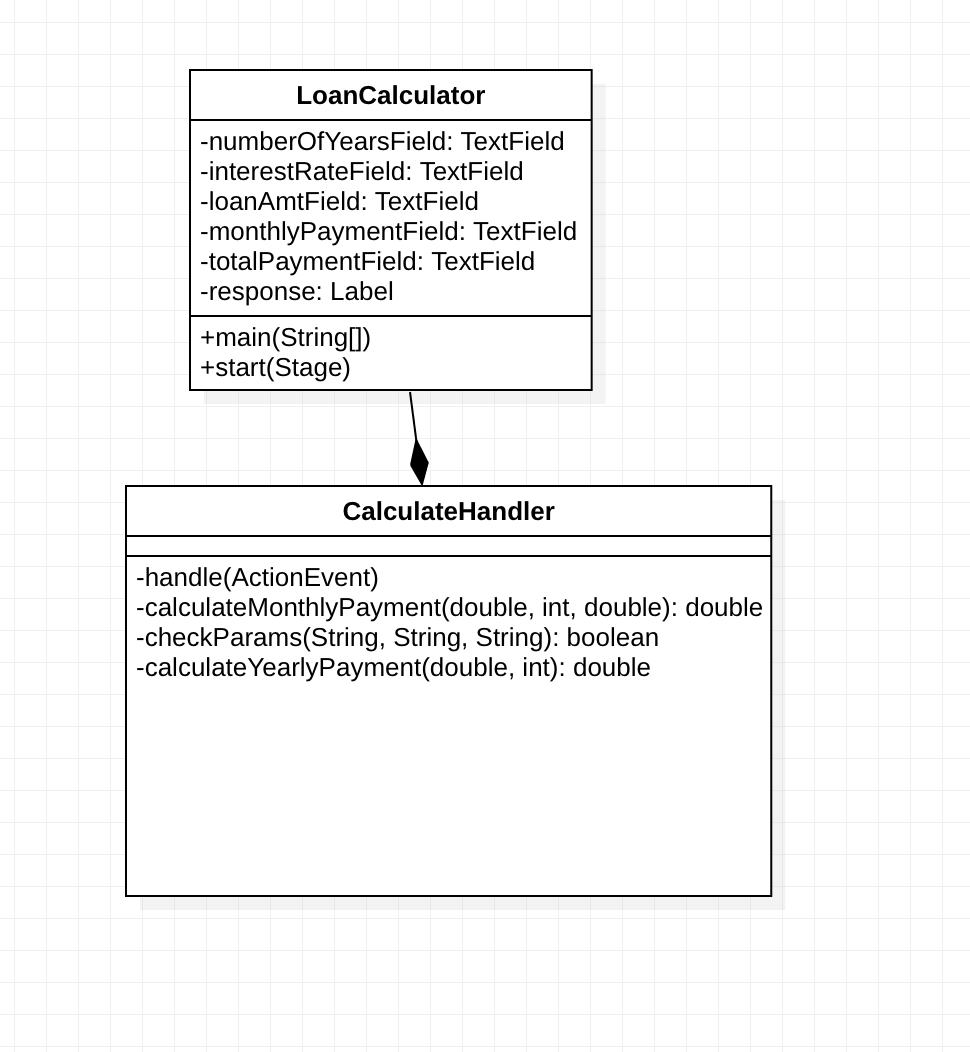 LoanCalculator
-numberOfYearsField: TextField
-interestRateField: TextField
-loanAmtField: TextField
-monthlyPaymentField: TextField
-totalPaymentField: TextField
-response: Label
+main(String[])
+start(Stage)
CalculateHandler
-handle(ActionEvent)
-calculateMonthlyPayment(double, int, double): double
-checkParams(String, String, String): boolean
-calculateYearlyPayment(double, int): double